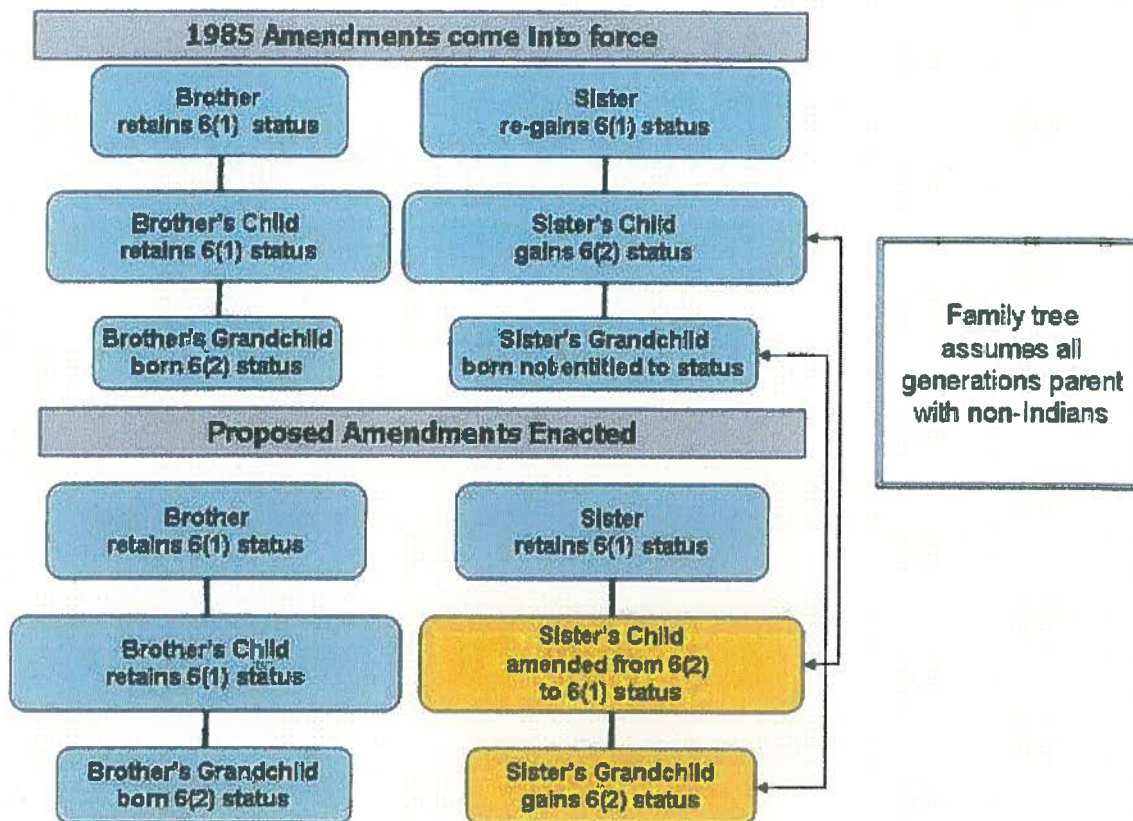 1985 Amendments come Into force
Brother
retains 6(1) status
Sister
re-gains 6(1) status
Brother's Child
retains 6(1) status
Sister's Child
gains 6(2) status
Brother's Grandchild
born 6(2) status
Sister's Grandchild
born not entitled to status
Family tree
assumes all
generations parent
with non-Indians
Proposed Amendments Enacted
Brother
retains 6(1) status
Sister
retains 6(1) status
Brother's Child
retains 6(1) status
Sister's Child
amended from 6(2)
to 6(1) status
Brother's Grandchild
born 6(2) status
Sister's Grandchild
gains 6(2) status